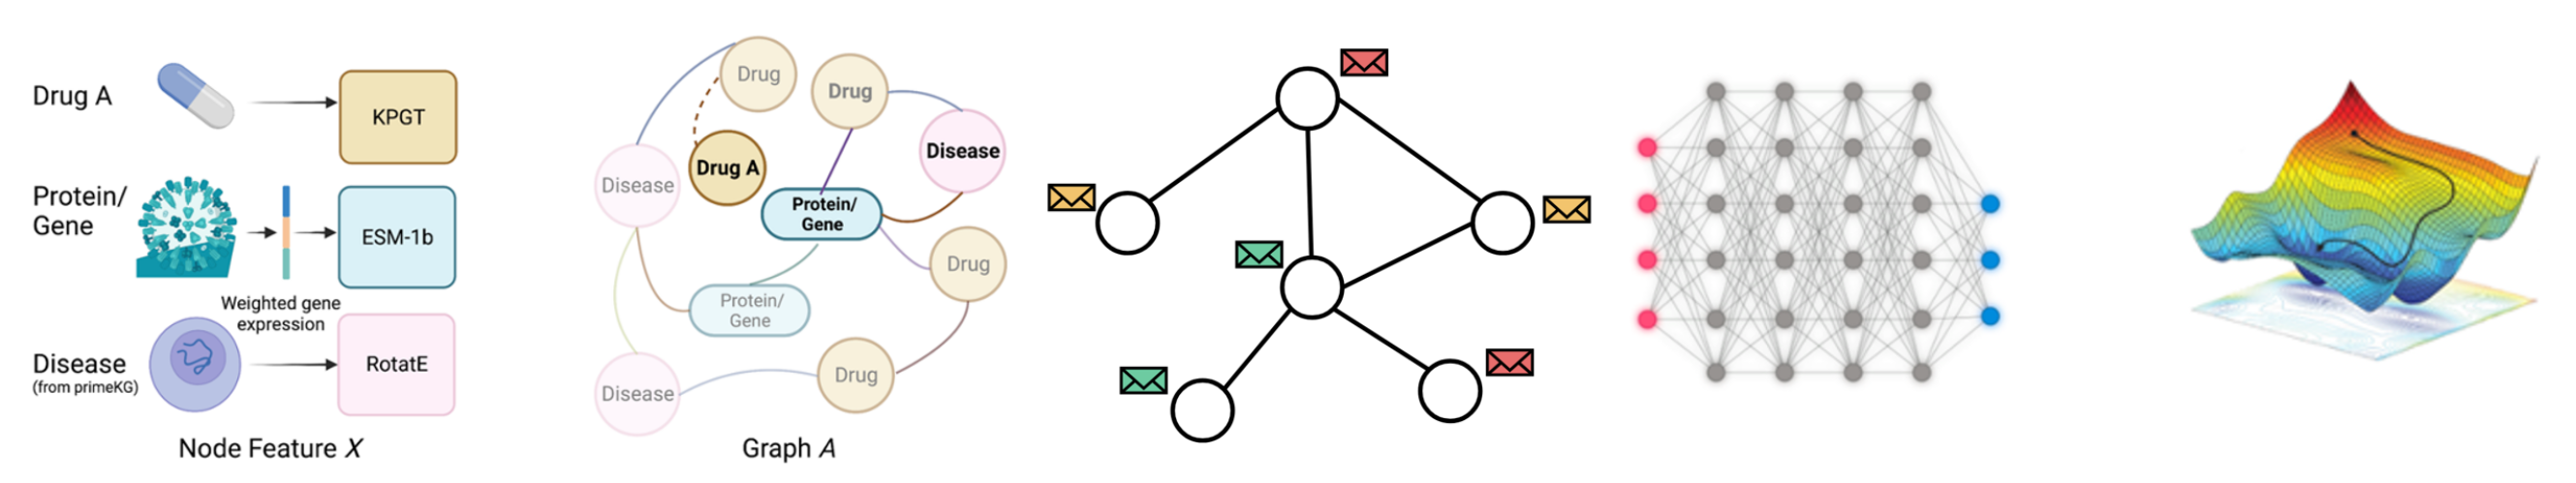 Drug A
KPGT
Protein/
Gene
ESM-1b
Weighted gene
expression
Disease
(from primeKG)
RotatE
Node Feature X
Drug
Drug
Disease
Drug A
Disease
Protein/
Gene
Drug
Protein/
Gene
Drug
Disease
Graph A